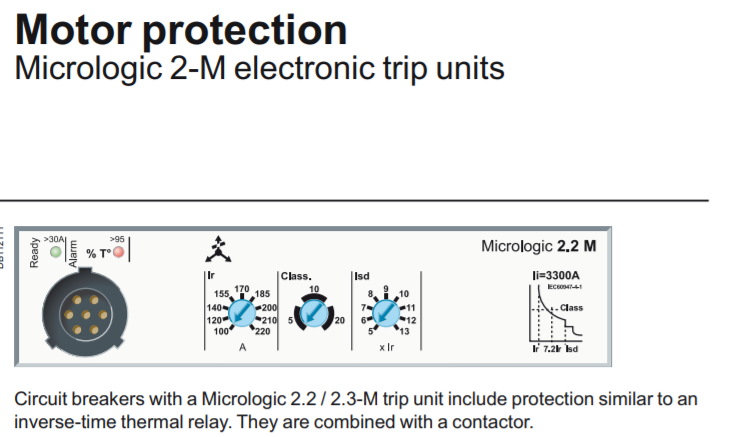 Motor protection
Micrologic 2-M electronic trip units
Micrologic 2.2 M
Ready
>30A
Alarm
% T°
>95
Ir
155 170 185
140 200
120 210
100 220
A
Class.
10
5 20
Isd
8 9 10
7 11
6 12
5 13
x Ir
Ii=3300A
IEC60947-4-1
Class
Ir 7.2Ir Isd
Circuit breakers with a Micrologic 2.2 / 2.3-M trip unit include protection similar to an
inverse-time thermal relay. They are combined with a contactor.